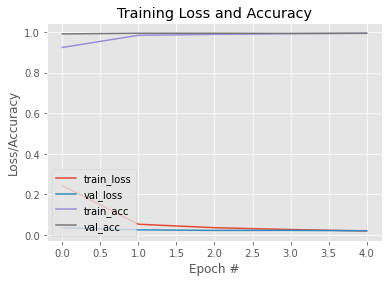 Training Loss and Accuracy
Loss/Accuracy
1.0
0.8
0.6
0.4
0.2
0.0
train_loss
val_loss
train_acc
val_acc
0.0 0.5 1.0 1.5 2.0 2.5 3.0 3.5 4.0
Epoch #